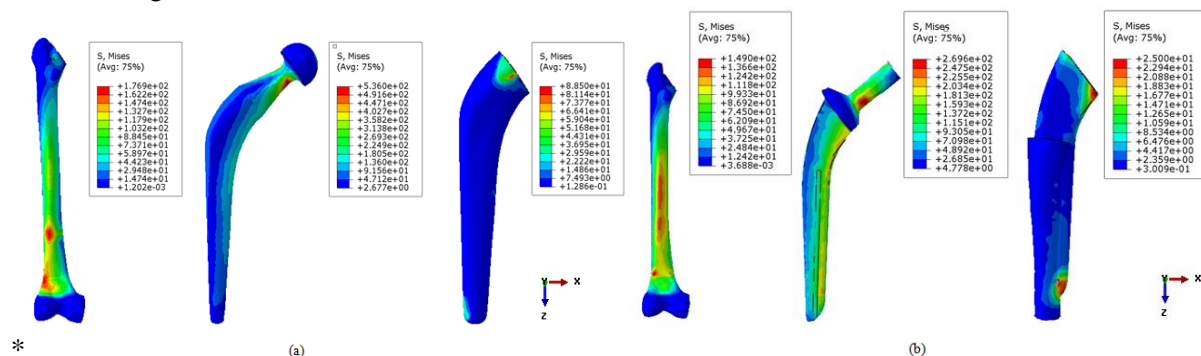 S, Mises
(Avg: 75%)
+1.769e+02
+1.622e+02
+1.474e+02
+1.327e+02
+1.179e+02
+1.032e+02
+8.845e+01
+7.371e+01
+5.897e+01
+4.423e+01
+2.948e+01
+1.474e+01
+1.202e-03
S, Mises
(Avg: 75%)
+5.360e+02
+4.916e+02
+4.471e+02
+4.027e+02
+3.582e+02
+3.138e+02
+2.693e+02
+2.249e+02
+1.805e+02
+1.360e+02
+9.156e+01
+4.712e+01
+2.677e+00
S, Mises
(Avg: 75%)
+8.850e+01
+8.114e+01
+7.377e+01
+6.641e+01
+5.904e+01
+5.168e+01
+4.431e+01
+3.695e+01
+2.959e+01
+2.222e+01
+1.486e+01
+7.493e+00
+1.286e-01
Y X
Z
S, Mises
(Avg: 75%)
+1.490e+02
+1.366e+02
+1.242e+02
+1.118e+02
+9.933e+01
+8.692e+01
+7.450e+01
+6.209e+01
+4.967e+01
+3.725e+01
+2.484e+01
+1.242e+01
+3.688e-03
S, Mises
(Avg: 75%)
+2.696e+02
+2.475e+02
+2.255e+02
+2.034e+02
+1.813e+02
+1.593e+02
+1.372e+02
+1.151e+02
+9.305e+01
+7.098e+01
+4.892e+01
+2.685e+01
+4.778e+00
S, Mises
(Avg: 75%)
+2.500e+01
+2.294e+01
+2.088e+01
+1.883e+01
+1.677e+01
+1.471e+01
+1.265e+01
+1.059e+01
+8.534e+00
+6.476e+00
+4.417e+00
+2.359e+00
+3.009e-01
Y X
Z
*
(a)
(b)